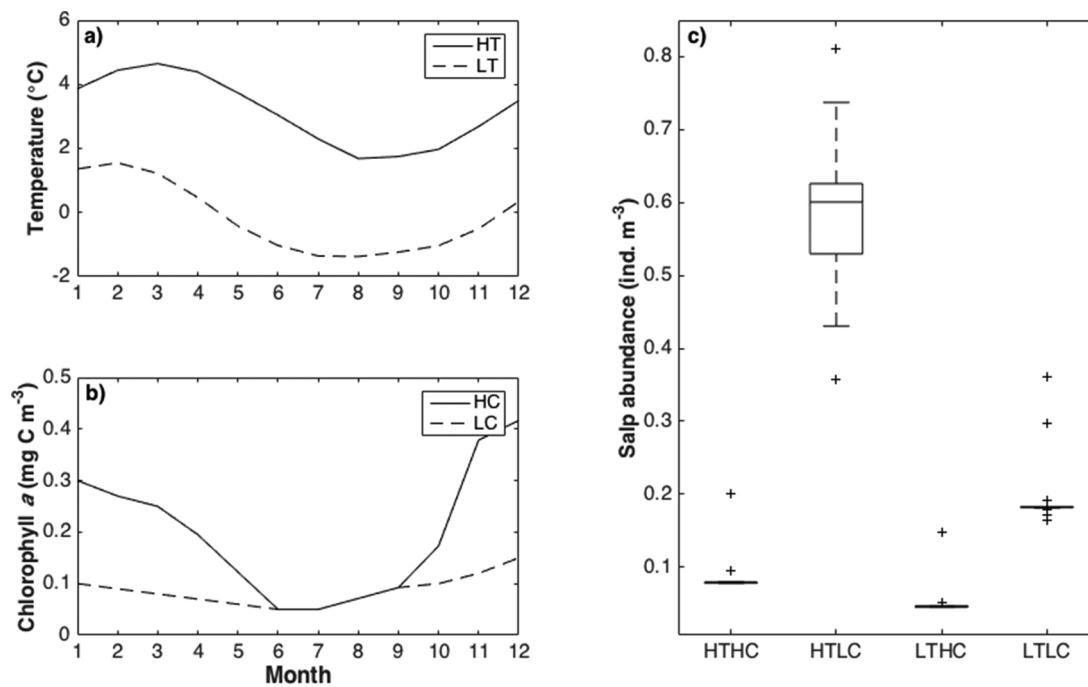 a)
HT
LT
Temperature (°C)
6
4
2
0
-2
1 2 3 4 5 6 7 8 9 10 11 12
b)
HC
LC
Chlorophyll a (mg C m-3)
0.5
0.4
0.3
0.2
0.1
0
1 2 3 4 5 6 7 8 9 10 11 12
Month
c)
Salp abundance (ind. m-3)
0.8
0.7
0.6
0.5
0.4
0.3
0.2
0.1
HTHC HTLC LTHC LTLC